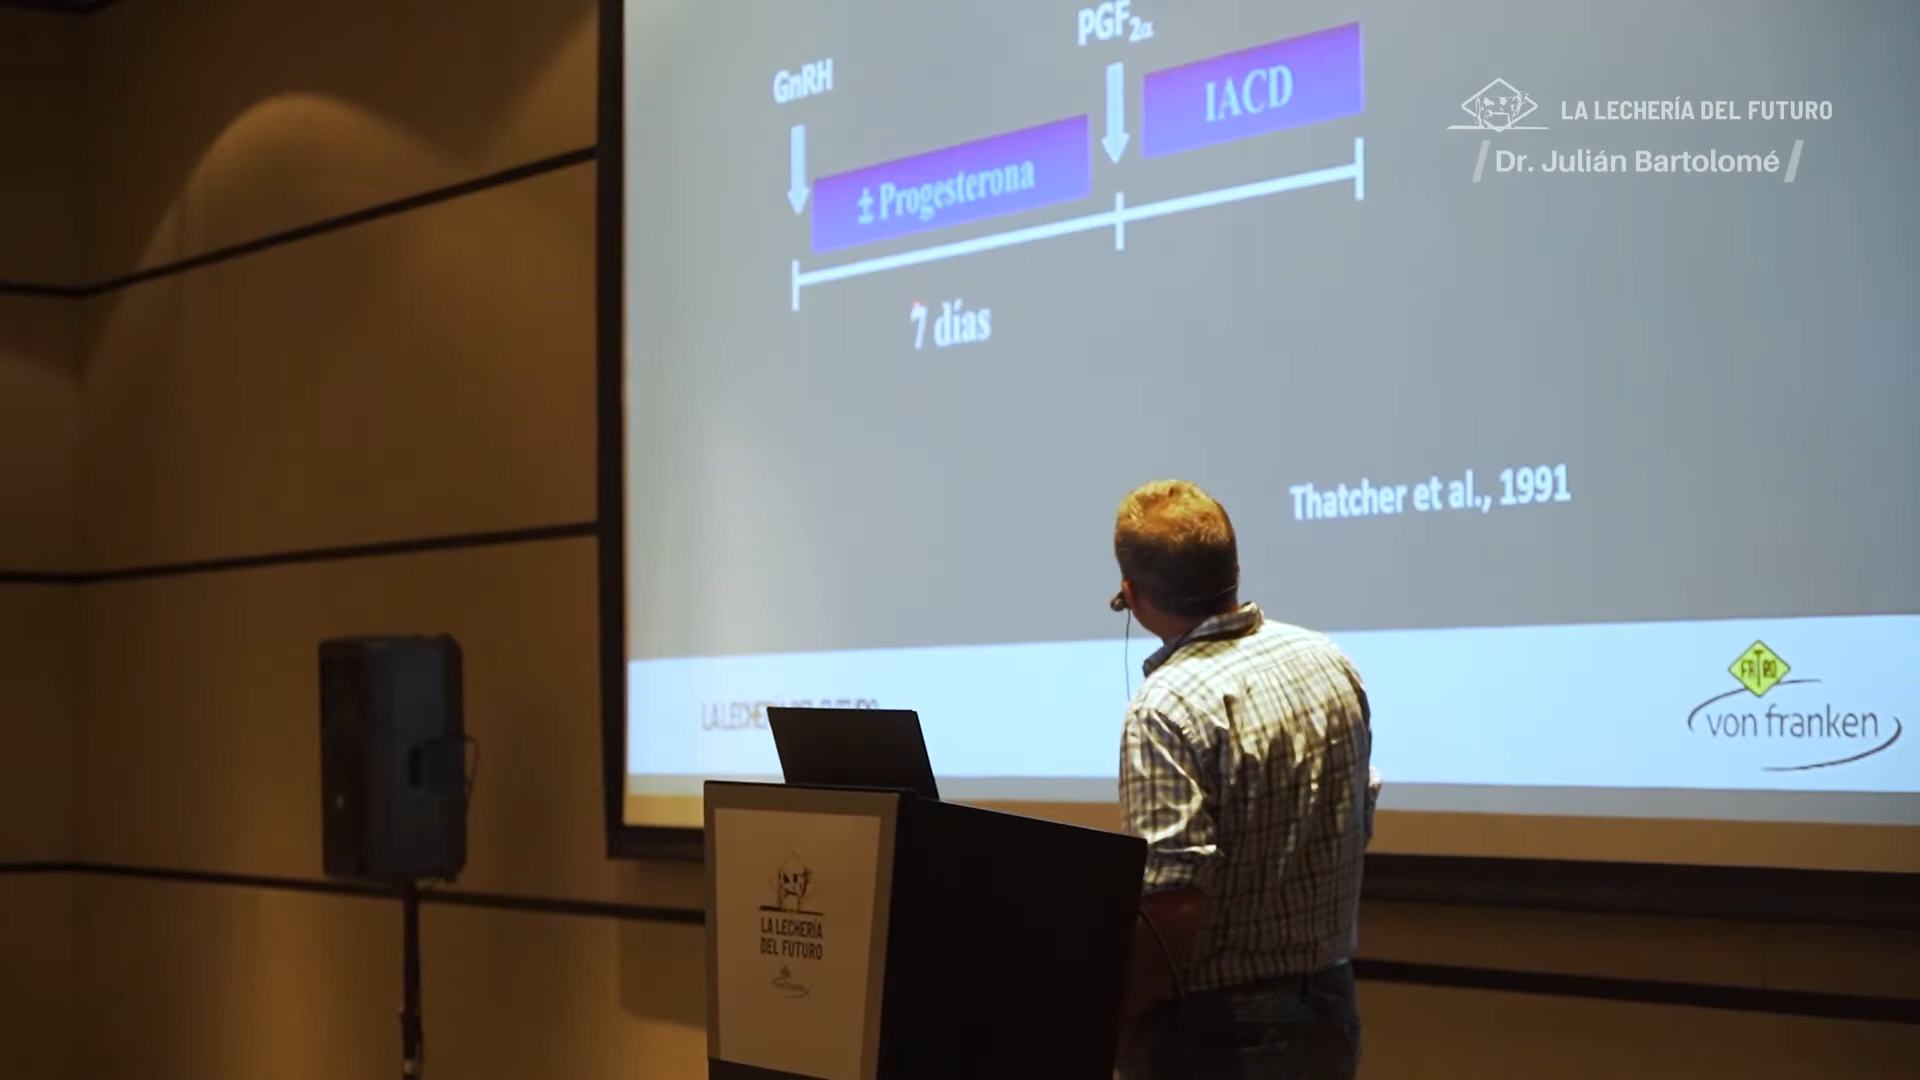 PGF2α
GnRH
IACD
± Progesterona
7 días
Thatcher et al., 1991
LA LECHERÍA DEL FUTURO
/Dr. Julián Bartolomé/
FATRO
von franken
LA LECHERÍA
DEL FUTURO